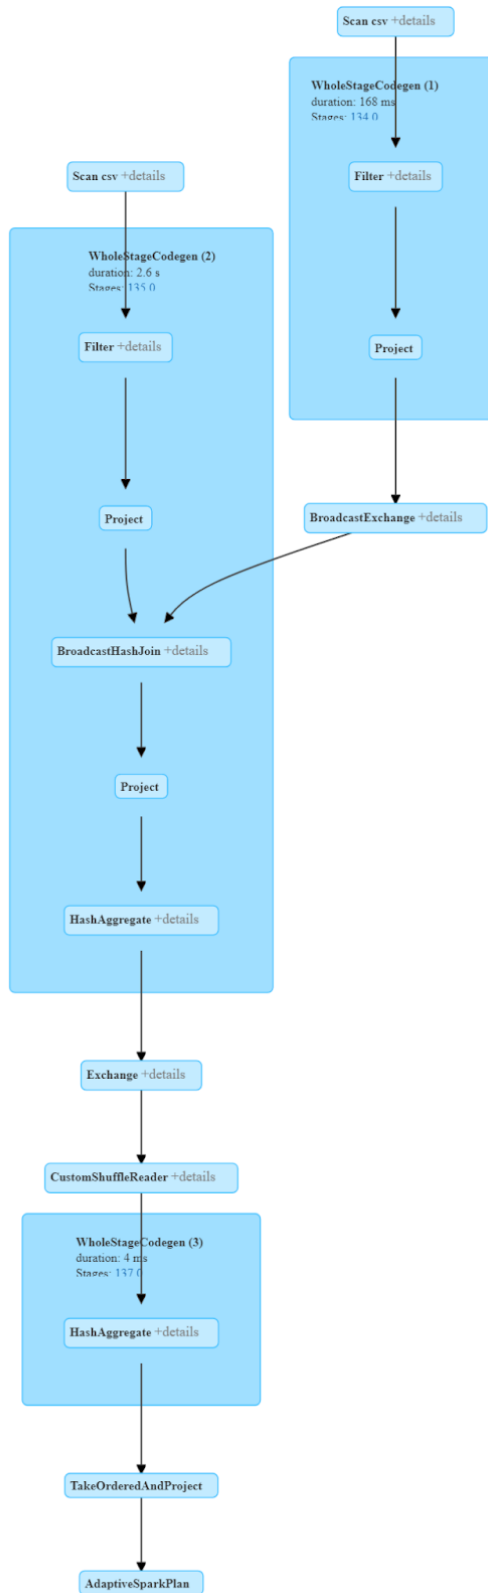 Scan csv +details
WholeStageCodegen (1)
duration: 168 ms
Stages: 134.0
Filter +details
Project
BroadcastExchange +details
Scan csv +details
WholeStageCodegen (2)
duration: 2.6 s
Stages: 135.0
Filter +details
Project
BroadcastHashJoin +details
Project
HashAggregate +details
Exchange +details
CustomShuffleReader +details
WholeStageCodegen (3)
duration: 4 ms
Stages: 137.0
HashAggregate +details
TakeOrderedAndProject
AdaptiveSparkPlan